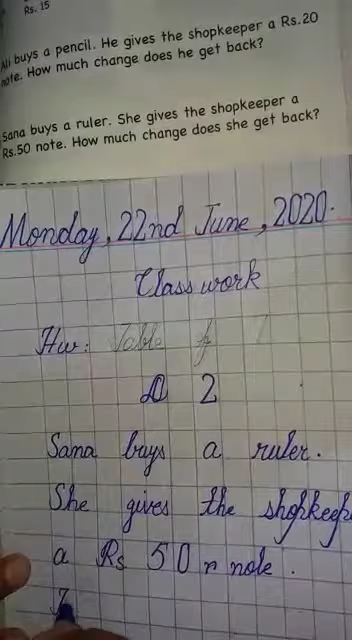 Rs. 15
Ali buys a pencil. He gives the shopkeeper a Rs.20
note. How much change does he get back?
Sana buys a ruler. She gives the shopkeeper a
Rs.50 note. How much change does she get back?
Monday, 22nd June, 2020.
Class work
Hw: Table of
Q 2
Sana buys a ruler.
She gives the shopkeep
a Rs 50 n note.